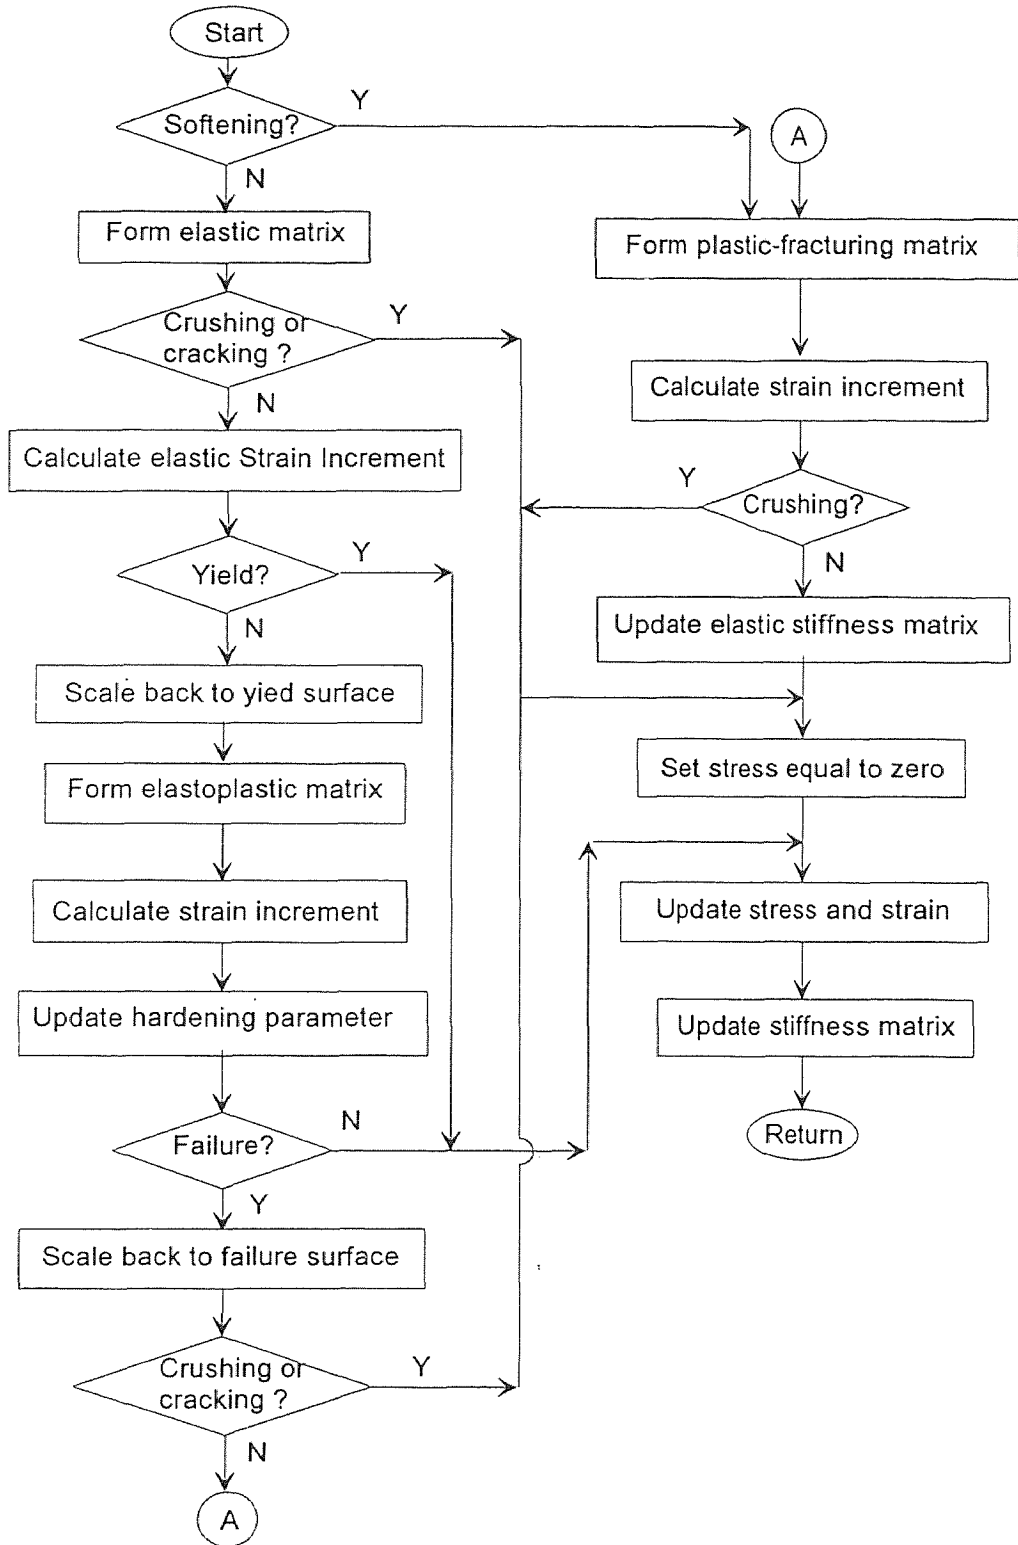 Start
Softening?
Y
N
Form elastic matrix
Crushing or
cracking ?
Y
N
Calculate elastic Strain Increment
Yield?
Y
N
Scale back to yied surface
Form elastoplastic matrix
Calculate strain increment
Update hardening parameter
Failure?
N
Y
Scale back to failure surface
Crushing or
cracking ?
Y
N
A
A
Form plastic-fracturing matrix
Calculate strain increment
Crushing?
Y
N
Update elastic stiffness matrix
Set stress equal to zero
Update stress and strain
Update stiffness matrix
Return